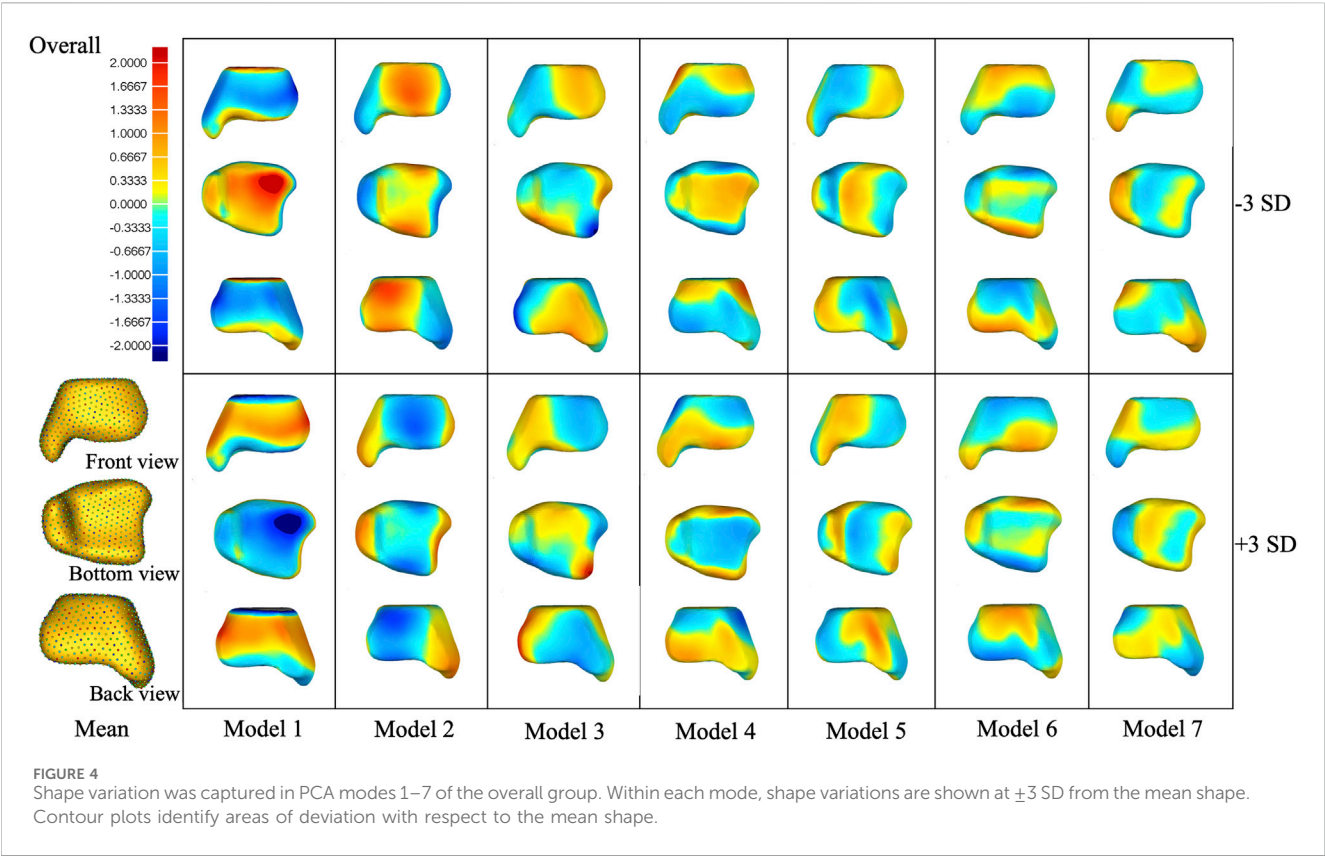 Overall
2.0000
1.6667
1.3333
1.0000
0.6667
0.3333
0.0000
-0.3333
-0.6667
-1.0000
-1.3333
-1.6667
-2.0000
-3 SD
Front view
Bottom view
+3 SD
Back view
Mean Model 1 Model 2 Model 3 Model 4 Model 5 Model 6 Model 7
FIGURE 4
Shape variation was captured in PCA modes 1–7 of the overall group. Within each mode, shape variations are shown at ±3 SD from the mean shape.
Contour plots identify areas of deviation with respect to the mean shape.